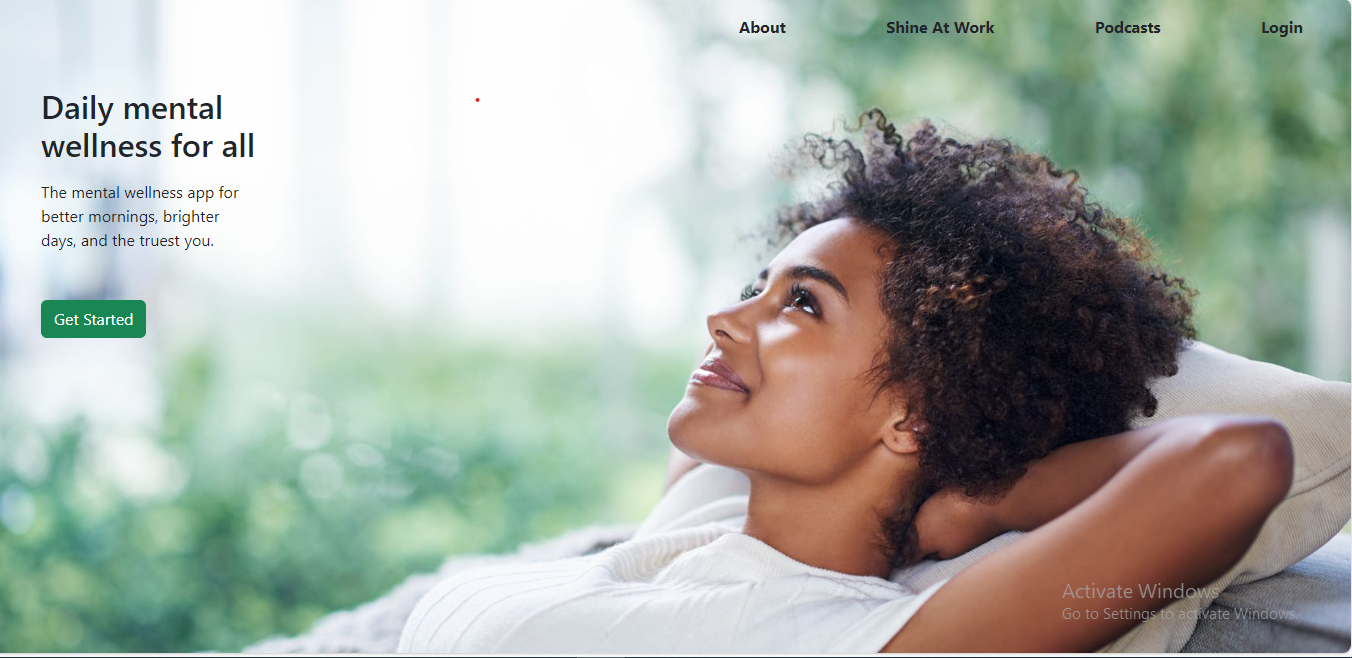 About Shine At Work Podcasts Login
Daily mental
wellness for all
The mental wellness app for
better mornings, brighter
days, and the truest you.
Get Started
Activate Windows
Go to Settings to activate Windows.